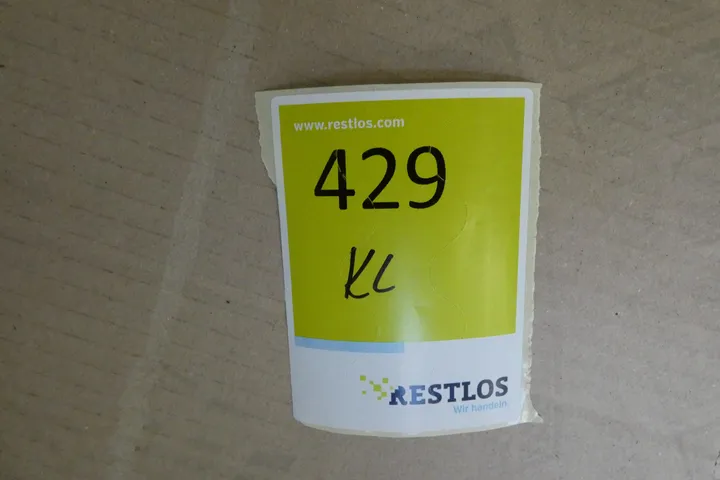 www.restlos.com
429
KL
RESTLOS
Wir handeln.